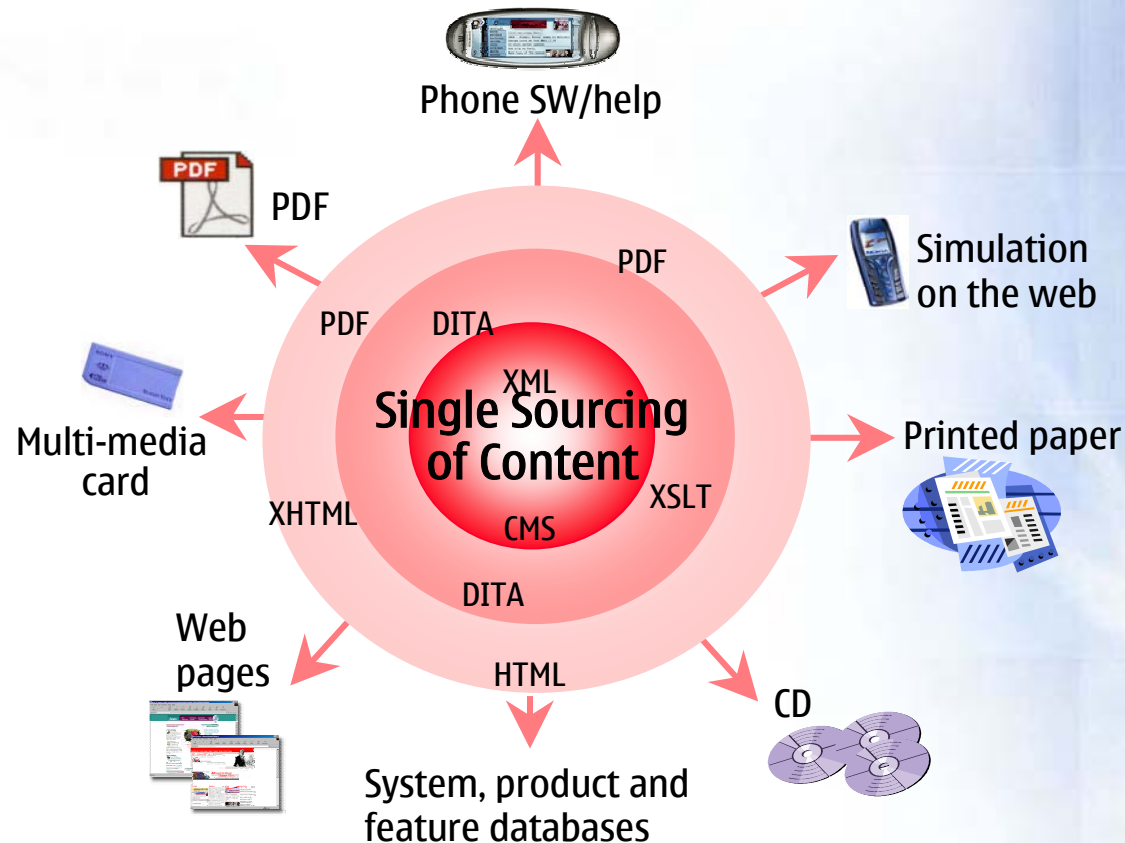 Phone SW/help
PDF
PDF
Simulation
on the web
PDF
PDF
DITA
XML
Single Sourcing
of Content
Multi-media
card
Printed paper
XHTML
XSLT
CMS
DITA
Web
pages
HTML
CD
System, product and
feature databases